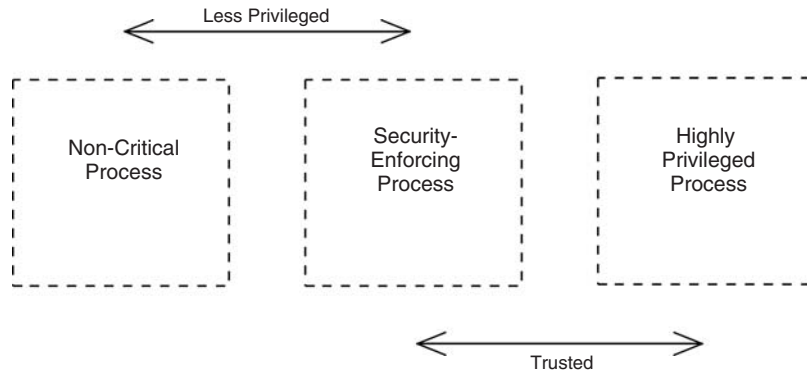 Less Privileged
Non-Critical
Process
Security-
Enforcing
Process
Highly
Privileged
Process
Trusted